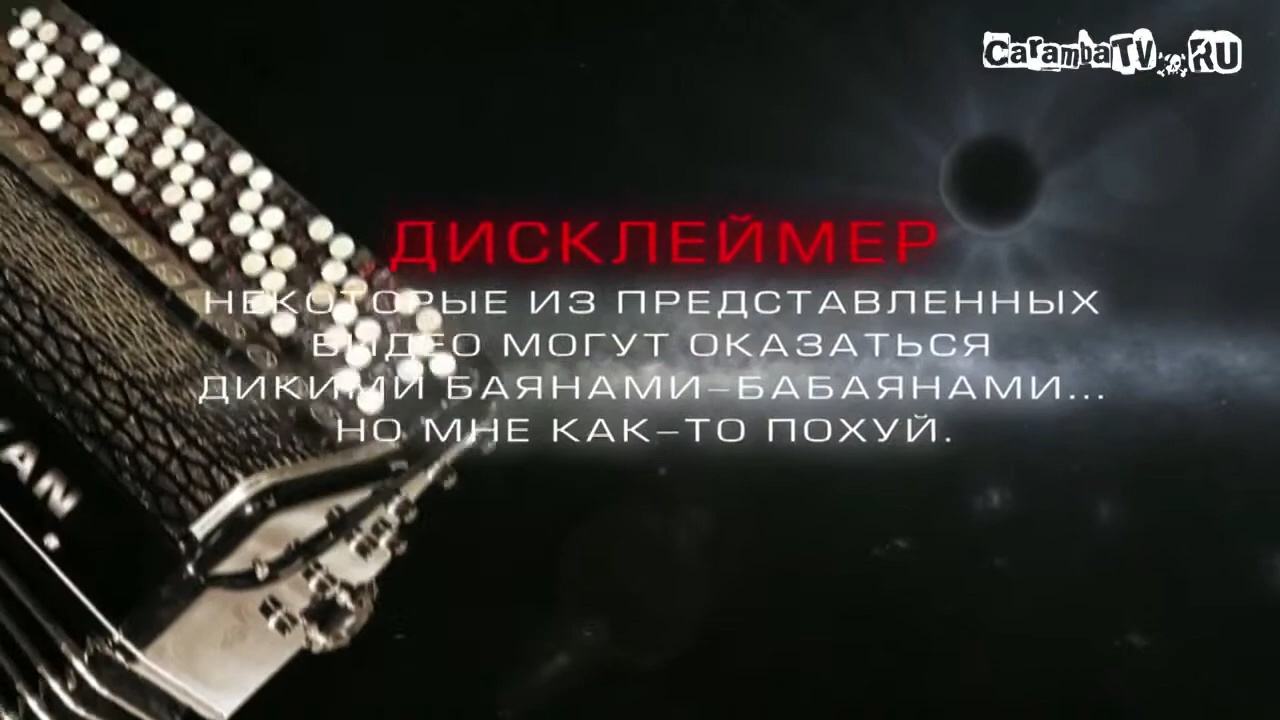 CarambaTV.RU
ДИСКЛЕЙМЕР
НЕКОТОРЫЕ ИЗ ПРЕДСТАВЛЕННЫХ
ВИДЕО МОГУТ ОКАЗАТЬСЯ
ДИКИМИ БАЯНАМИ-БАБАЯНАМИ...
НО МНЕ КАК-ТО ПОХУЙ.